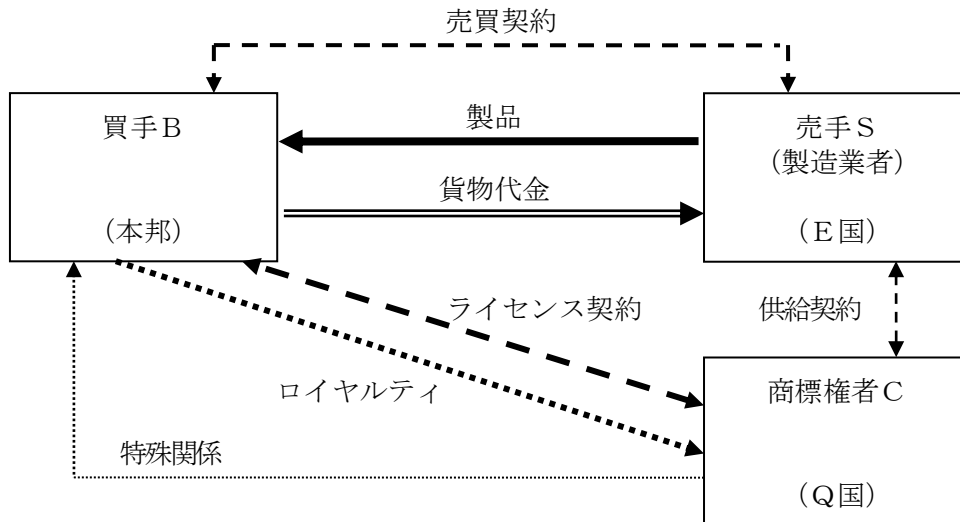 売買契約
買手Ｂ
(本邦)
製品
貨物代金
売手Ｓ
(製造業者)
(Ｅ国)
ライセンス契約
供給契約
ロイヤルティ
商標権者Ｃ
特殊関係
(Ｑ国)